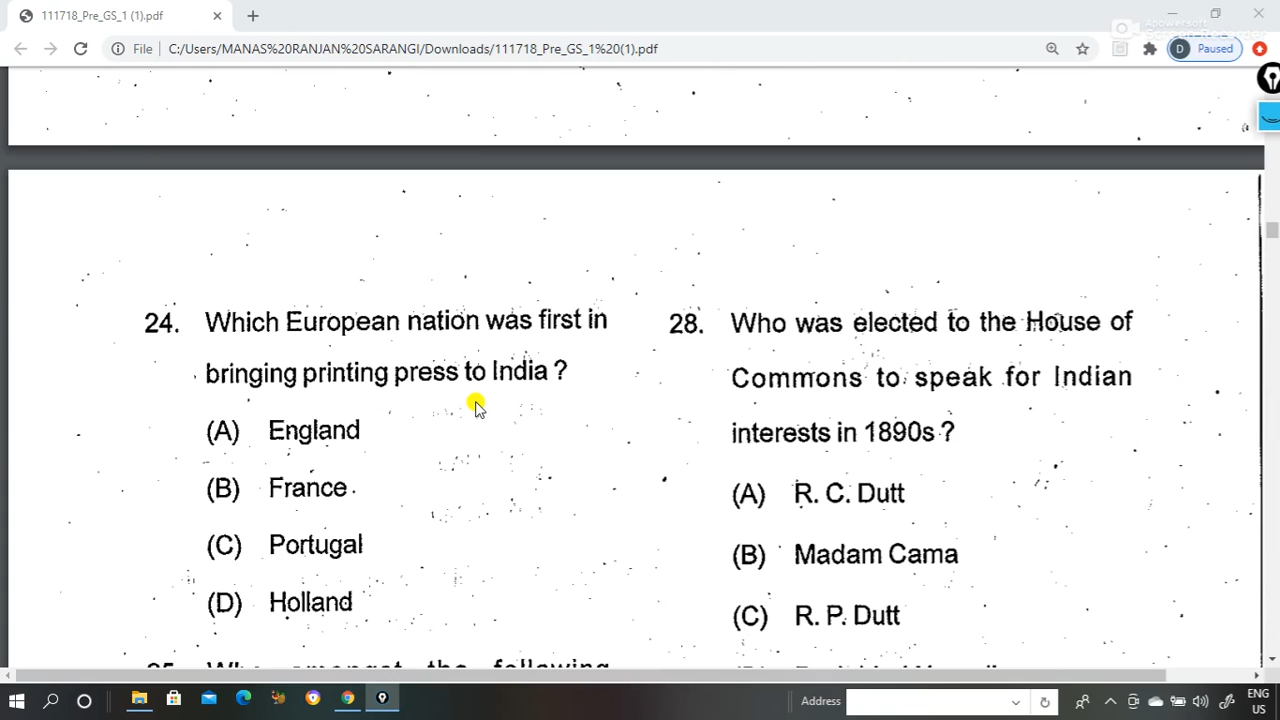 111718_Pre_GS_1 (1).pdf
File
C:/Users/MANAS%20RANJAN%20SARANGI/Downloads/111718_Pre_GS_1%20(1).pdf
D Paused
Apowersoft
24. Which European nation was first in
bringing printing press to India ?
(A) England
(B) France
(C) Portugal
(D) Holland
28. Who was elected to the House of
Commons to speak for Indian
interests in 1890s ?
(A) R. C. Dutt
(B) Madam Cama
(C) R. P. Dutt
Address
ENG
US